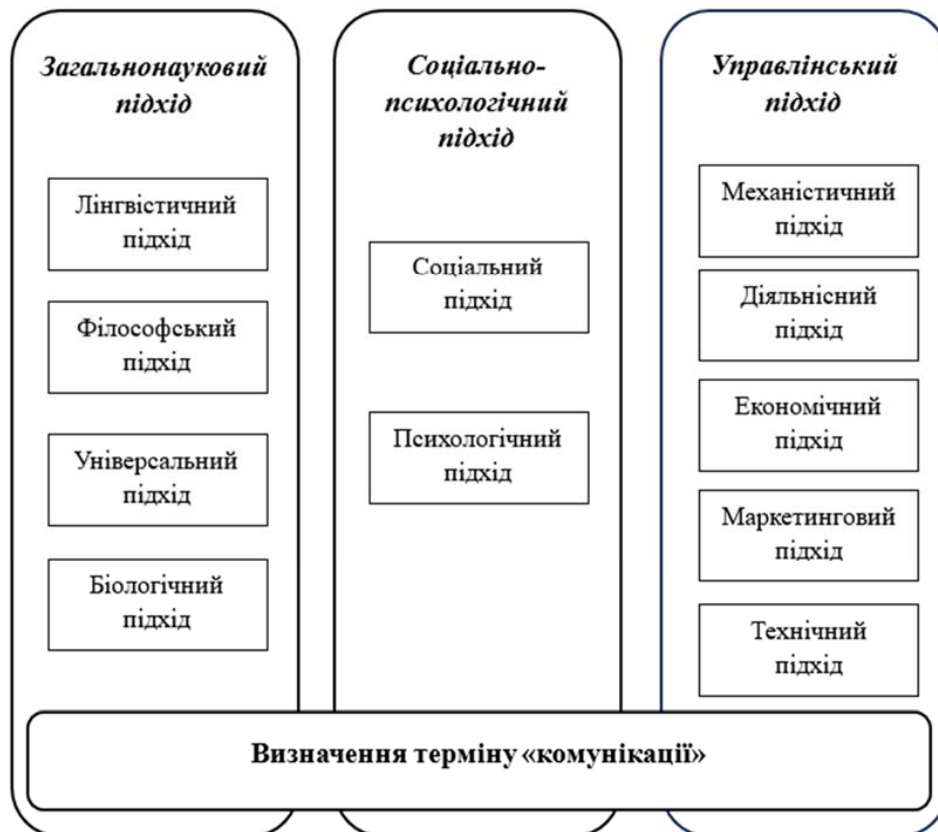 Загальнонауковий
підхід
Лінгвістичний
підхід
Філософський
підхід
Універсальний
підхід
Біологічний
підхід
Соціально-
психологічний
підхід
Соціальний
підхід
Психологічний
підхід
Управлінський
підхід
Механістичний
підхід
Діяльнісний
підхід
Економічний
підхід
Маркетинговий
підхід
Технічний
підхід
Визначення терміну «комунікації»